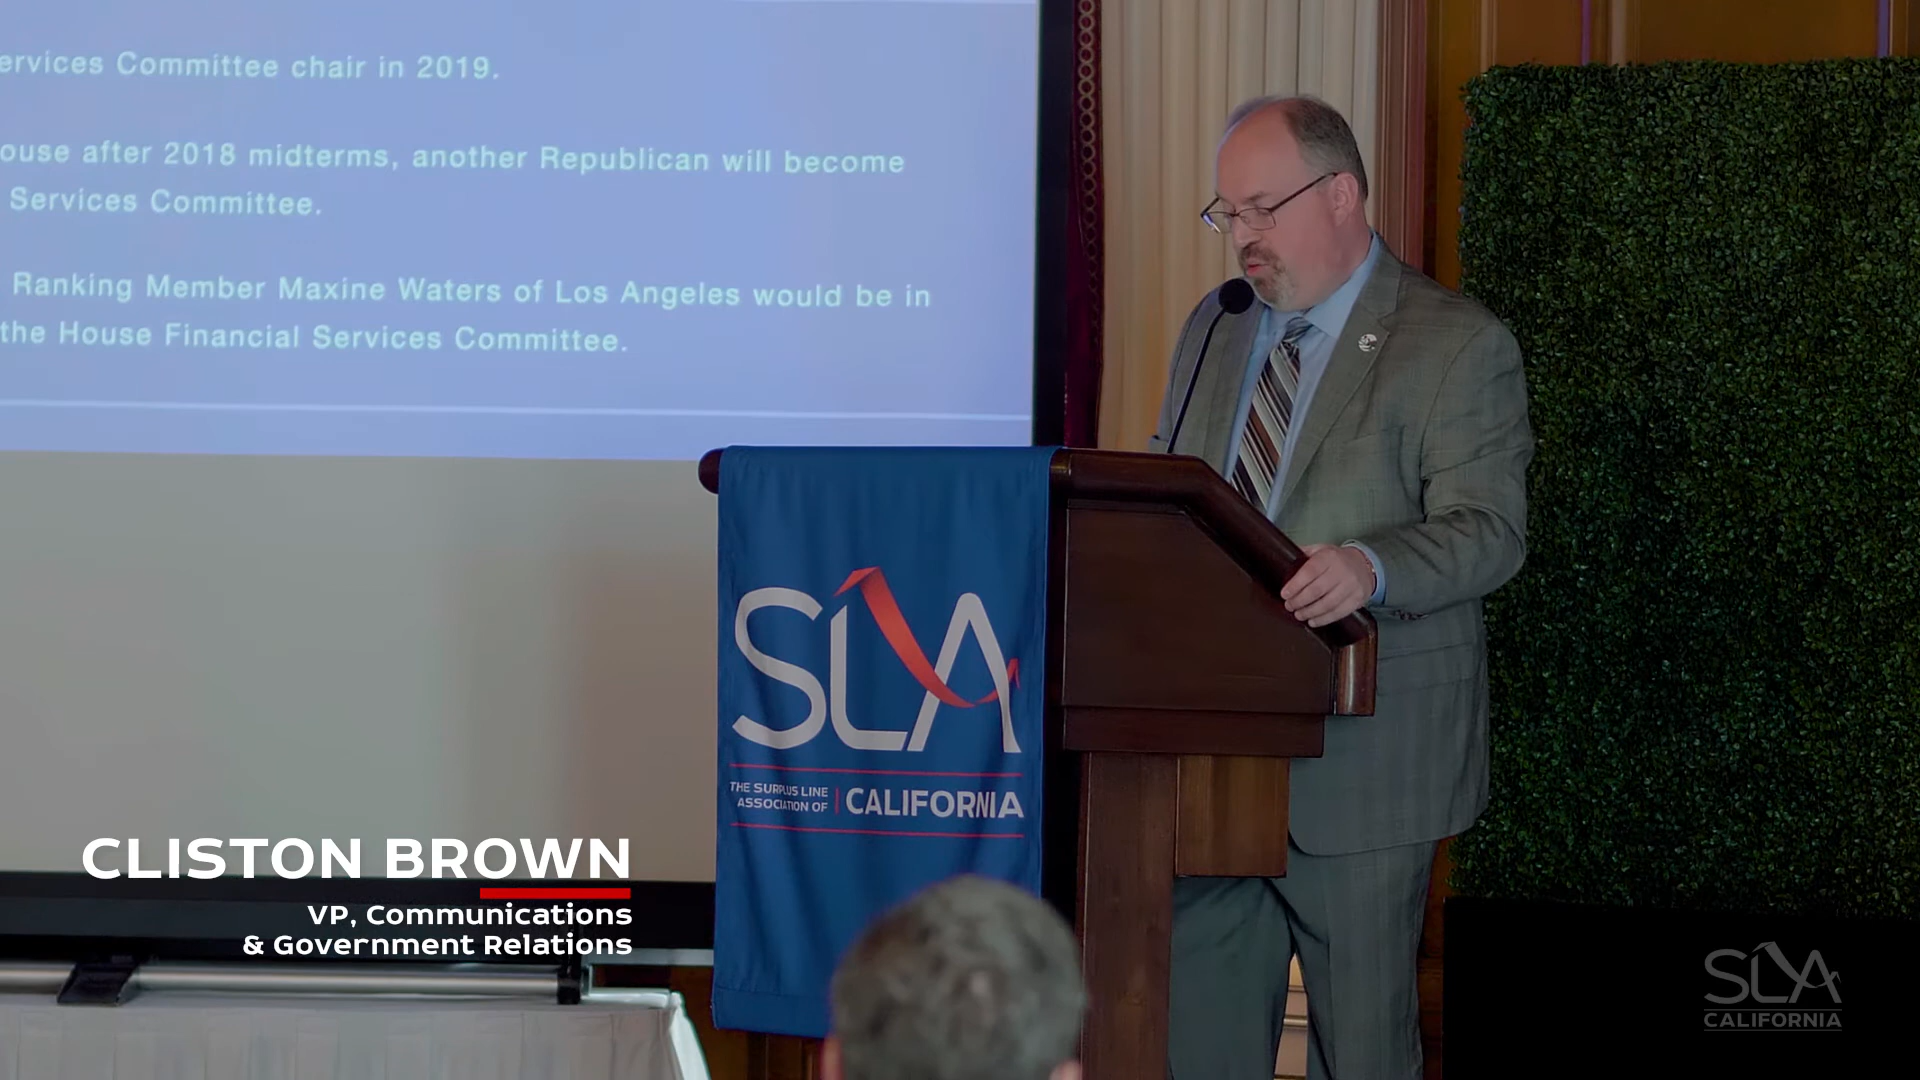 ervices Committee chair in 2019.
ouse after 2018 midterms, another Republican will become
Services Committee.
Ranking Member Maxine Waters of Los Angeles would be in
the House Financial Services Committee.
SLA
THE SURPLUS LINE
ASSOCIATION OF
CALIFORNIA
CLISTON BROWN
VP, Communications
& Government Relations
SLA
CALIFORNIA